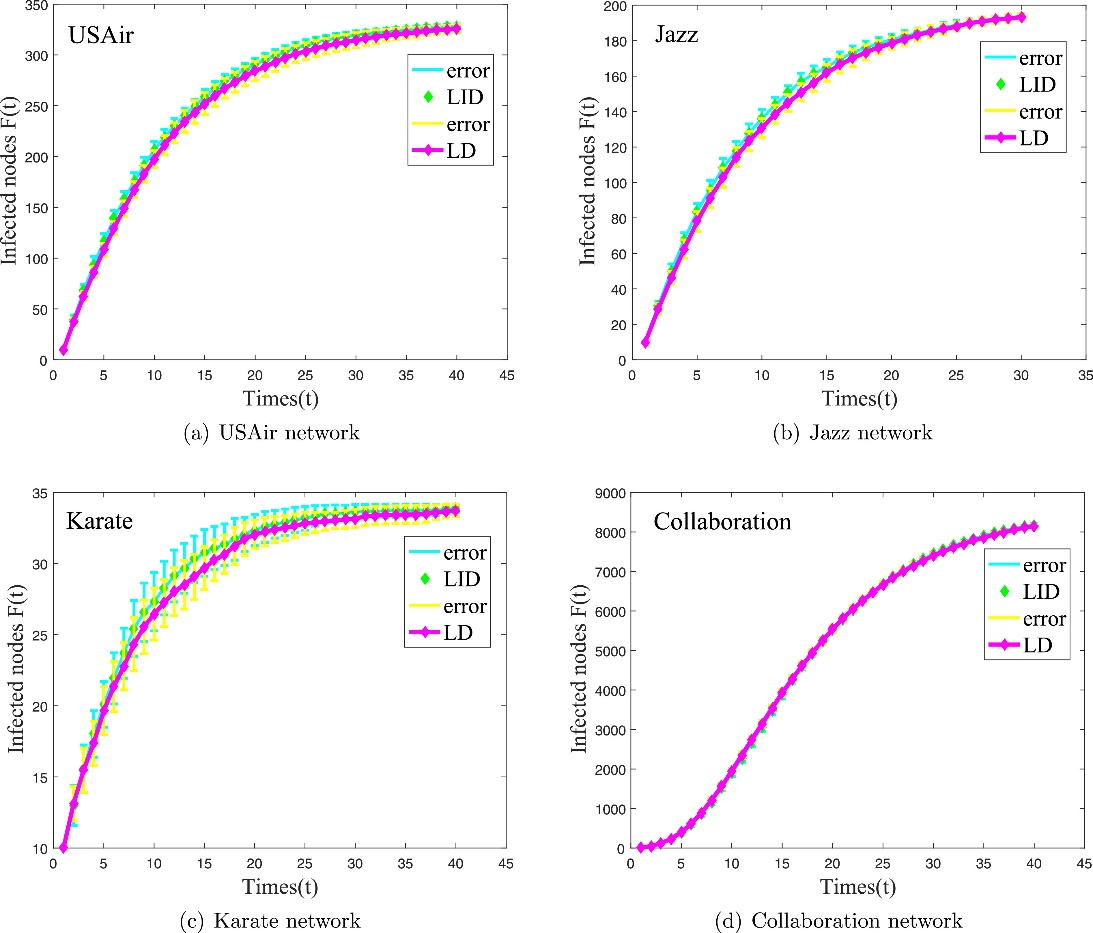 USAir
error
LID
error
LD
Infected nodes F(t)
350
300
250
200
150
100
50
0
0 5 10 15 20 25 30 35 40 45
Times(t)
(a) USAir network
Jazz
error
LID
error
LD
Infected nodes F(t)
200
180
160
140
120
100
80
60
40
20
0
0 5 10 15 20 25 30 35
Times(t)
(b) Jazz network
Karate
error
LID
error
LD
Infected nodes F(t)
35
30
25
20
15
10
0 5 10 15 20 25 30 35 40 45
Times(t)
(c) Karate network
Collaboration
error
LID
error
LD
Infected nodes F(t)
9000
8000
7000
6000
5000
4000
3000
2000
1000
0
0 5 10 15 20 25 30 35 40 45
Times(t)
(d) Collaboration network